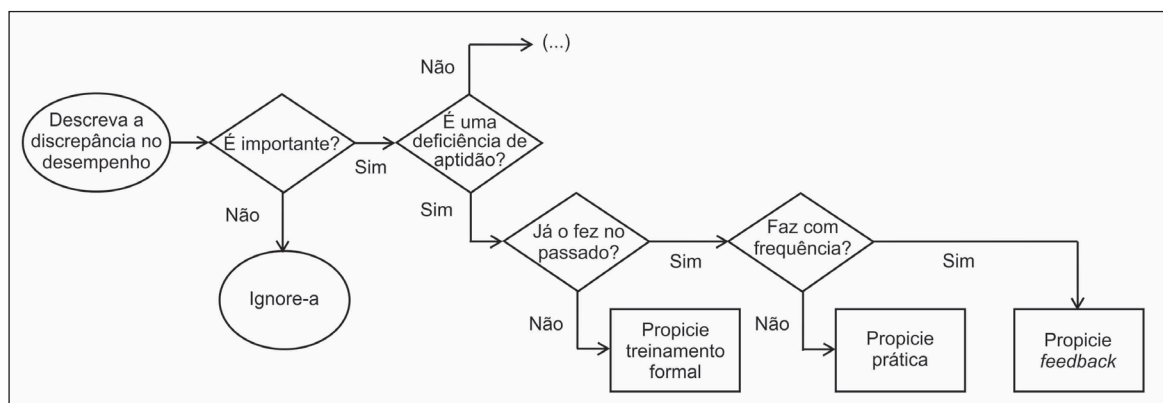 (...)
Não
Descreva a
discrepância no
desempenho
É importante?
É uma
deficiência de
aptidão?
Sim
Não
Sim
Ignore-a
Já o fez no
passado?
Sim
Faz com
frequência?
Sim
Não
Propicie
treinamento
formal
Não
Propicie
prática
Propicie
feedback